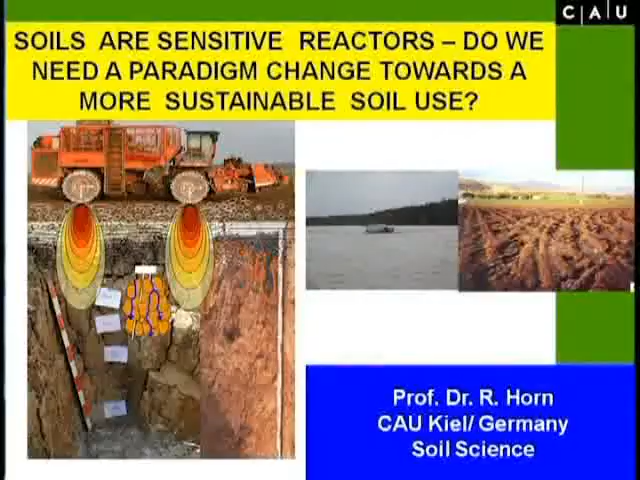 C A U
SOILS ARE SENSITIVE REACTORS – DO WE
NEED A PARADIGM CHANGE TOWARDS A
MORE SUSTAINABLE SOIL USE?
Prof. Dr. R. Horn
CAU Kiel/ Germany
Soil Science